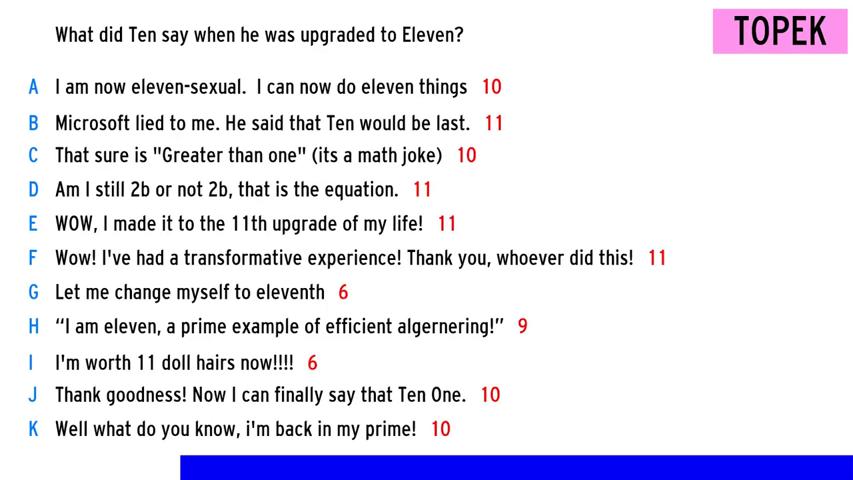 What did Ten say when he was upgraded to Eleven?
TOPEK
A I am now eleven-sexual.  I can now do eleven things 10
B Microsoft lied to me. He said that Ten would be last. 11
C That sure is "Greater than one" (its a math joke) 10
D Am I still 2b or not 2b, that is the equation. 11
E WOW, I made it to the 11th upgrade of my life! 11
F Wow! I've had a transformative experience! Thank you, whoever did this! 11
G Let me change myself to eleventh 6
H “I am eleven, a prime example of efficient algernering!” 9
I I'm worth 11 doll hairs now!!!! 6
J Thank goodness! Now I can finally say that Ten One. 10
K Well what do you know, i'm back in my prime! 10